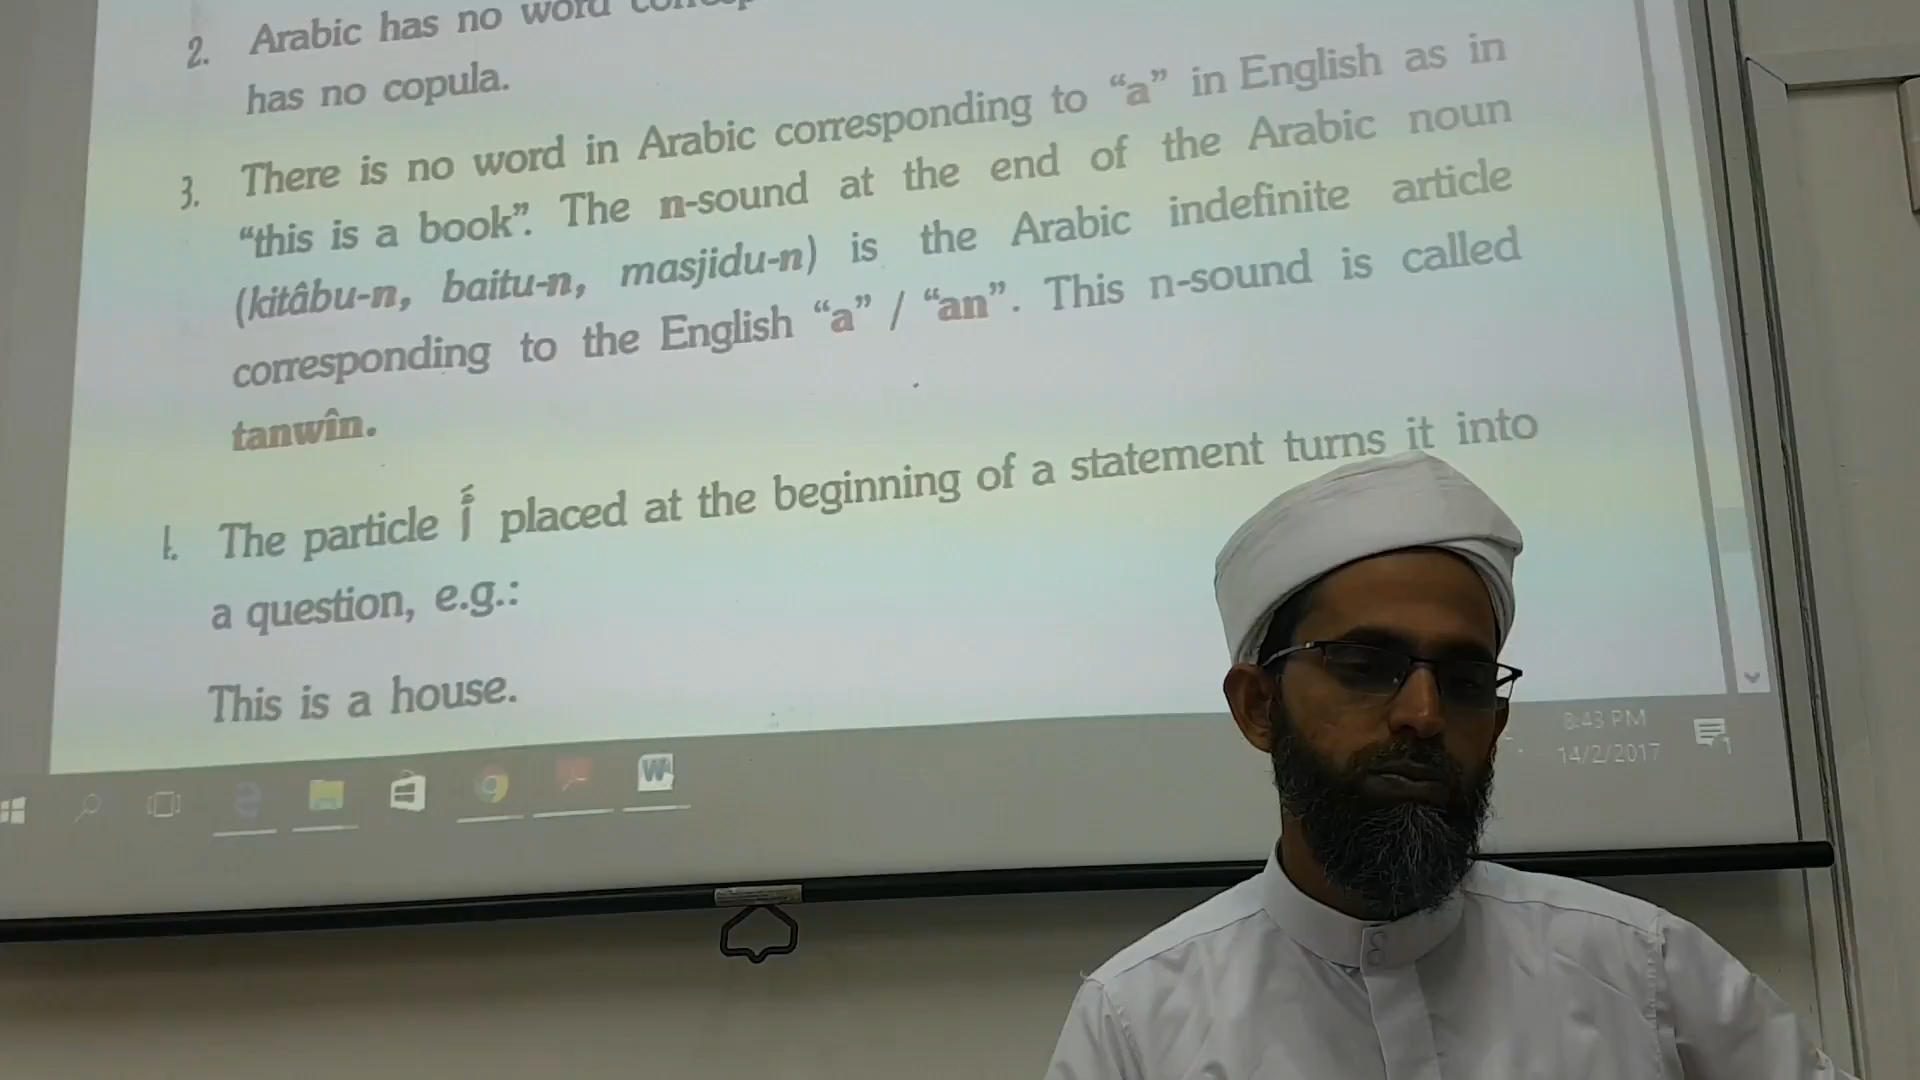 2. Arabic has no word
has no copula.
3. There is no word in Arabic corresponding to “a” in English as in
“this is a book”. The n-sound at the end of the Arabic noun
(kitâbu-n, baitu-n, masjidu-n) is the Arabic indefinite article
corresponding to the English “a” / “an”. This n-sound is called
tanwîn.
The particle أَ placed at the beginning of a statement turns it into
a question, e.g.:
This is a house.
8:43 PM
14/2/2017